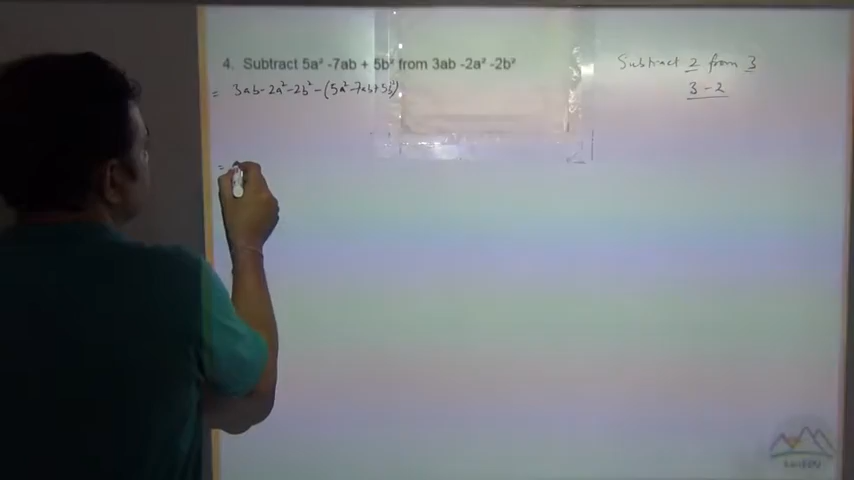 4. Subtract 5a² -7ab + 5b² from 3ab -2a² -2b²
Subtract 2 from 3
= 3ab - 2a² - 2b² - (5a² - 7ab + 5b²)
3 - 2
=